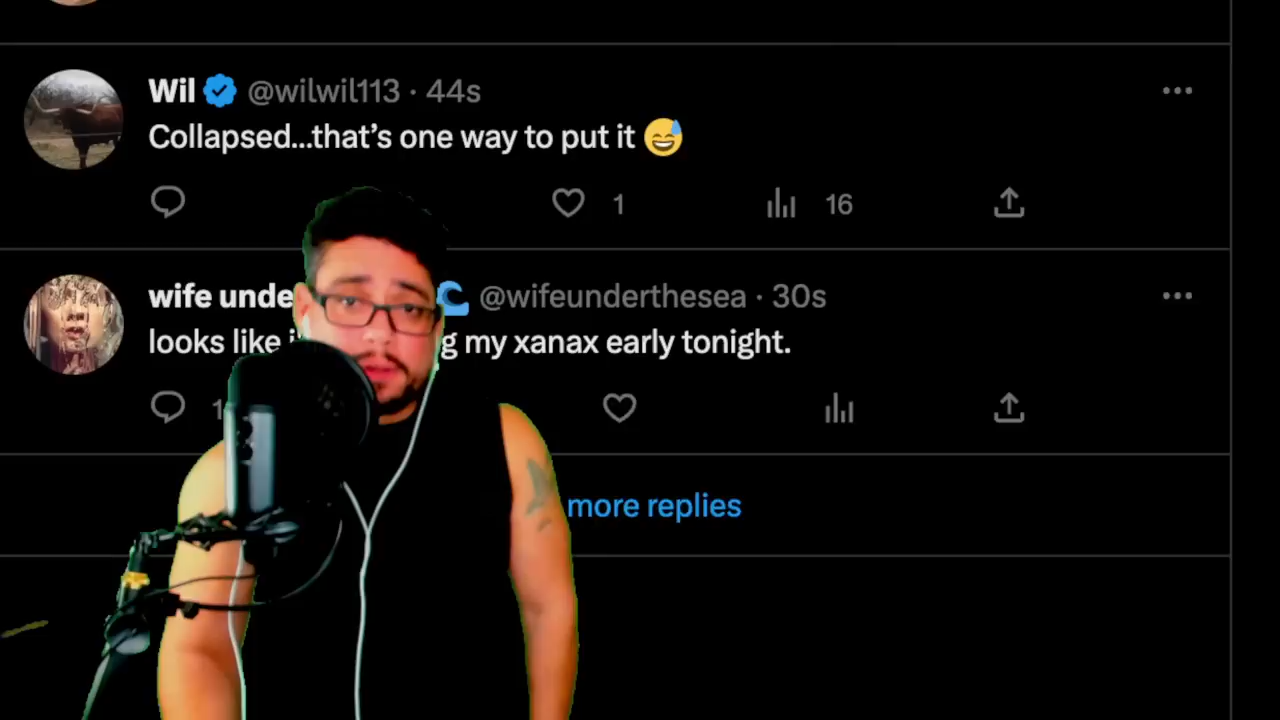 Wil @wilwil113 · 44s
Collapsed...that's one way to put it 😅
1 16
wife unde @wifeunderthesea · 30s
looks like my xanax early tonight.
more replies